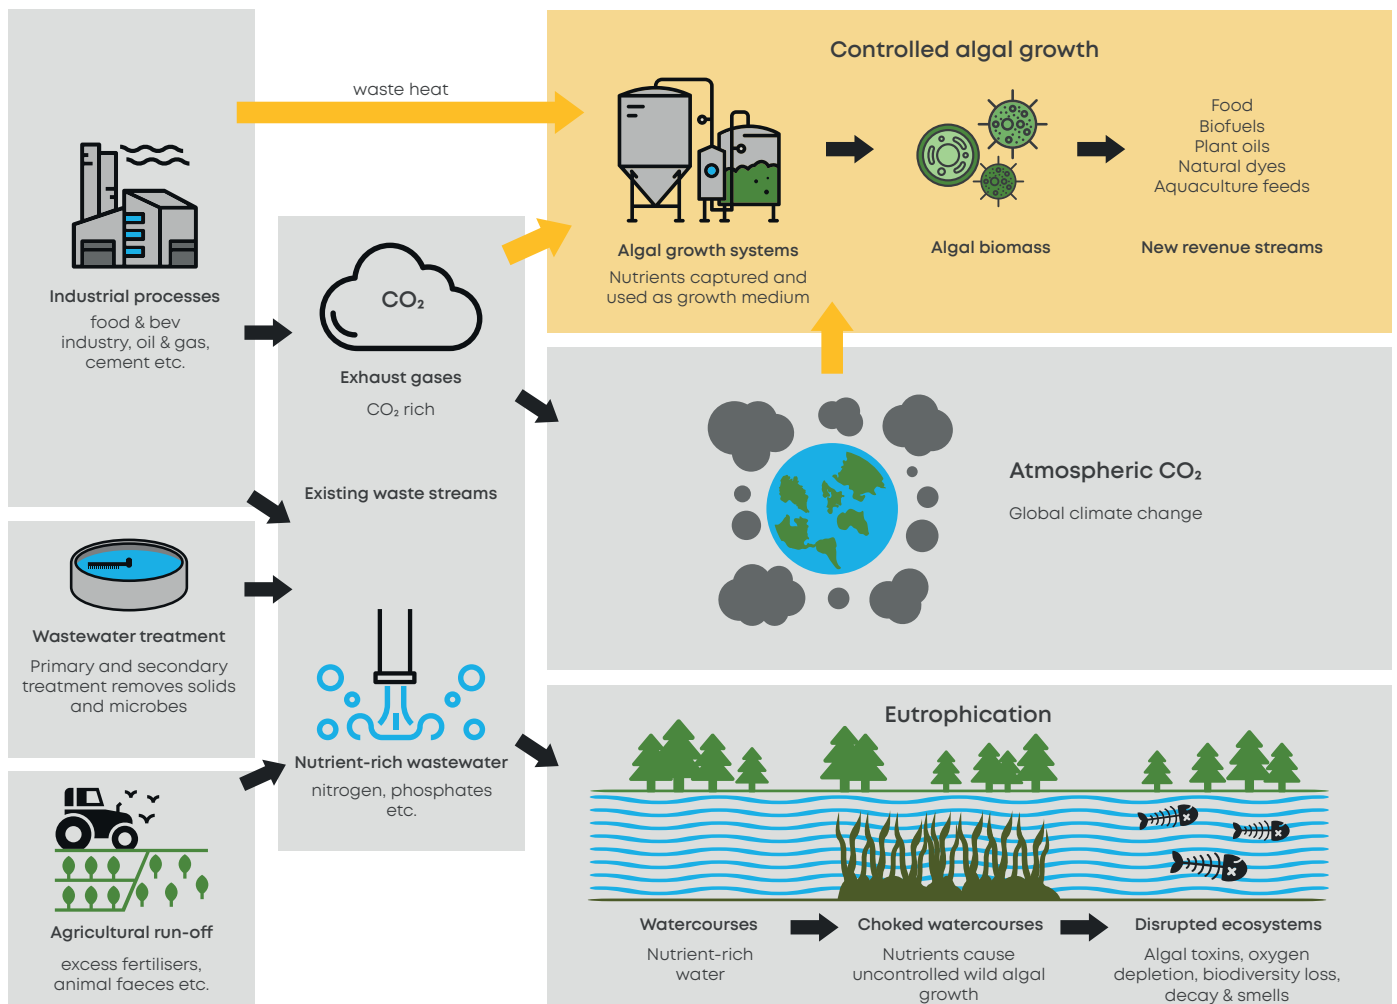 Controlled algal growth
waste heat
Food
Biofuels
Plant oils
Natural dyes
Aquaculture feeds
Algal growth systems
Nutrients captured and
used as growth medium
Algal biomass
New revenue streams
Industrial processes
food & bev
industry, oil & gas,
cement etc.
CO₂
Exhaust gases
CO₂ rich
Existing waste streams
Atmospheric CO₂
Global climate change
Wastewater treatment
Primary and secondary
treatment removes solids
and microbes
Nutrient-rich wastewater
nitrogen, phosphates
etc.
Agricultural run-off
excess fertilisers,
animal faeces etc.
Eutrophication
Watercourses
Nutrient-rich
water
Choked watercourses
Nutrients cause
uncontrolled wild algal
growth
Disrupted ecosystems
Algal toxins, oxygen
depletion, biodiversity loss,
decay & smells